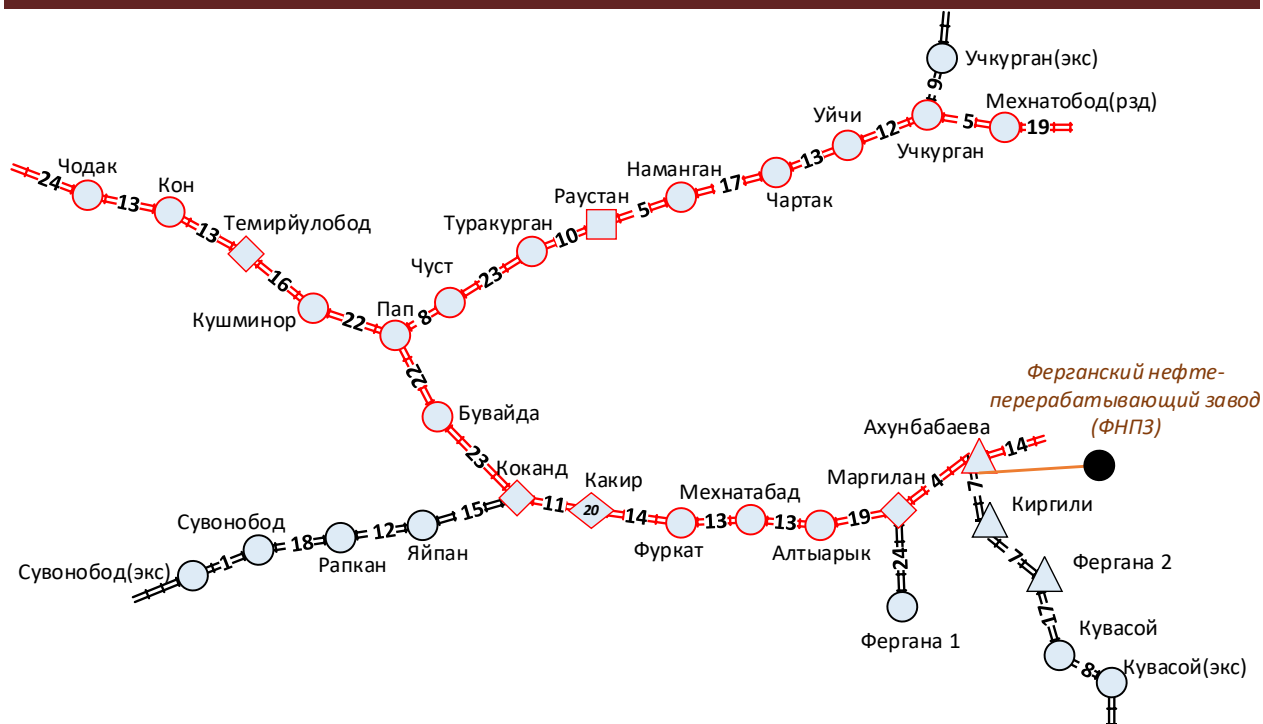 Учкурган(экс)
9
Мехнатобод(рзд)
Уйчи
12
5
19
Учкурган
13
Наманган
17
Чартак
Раустан
5
Туракурган
10
Чуст
23
Чодак
24
13
Кон
13
Темирйулобод
16
Кушминор
22
Пап
8
22
Бувайда
23
Коканд
Какир
11
20
14
Мехнатабад
13
13
Фуркат
Алтыарык
19
Маргилан
4
Ахунбабаева
14
Ферганский нефте-
перерабатывающий завод
(ФНПЗ)
7
Киргили
7
Фергана 2
17
Кувасой
8
Кувасой(экс)
24
Фергана 1
15
Яйпан
12
Рапкан
18
Сувонобод
1
Сувонобод(экс)